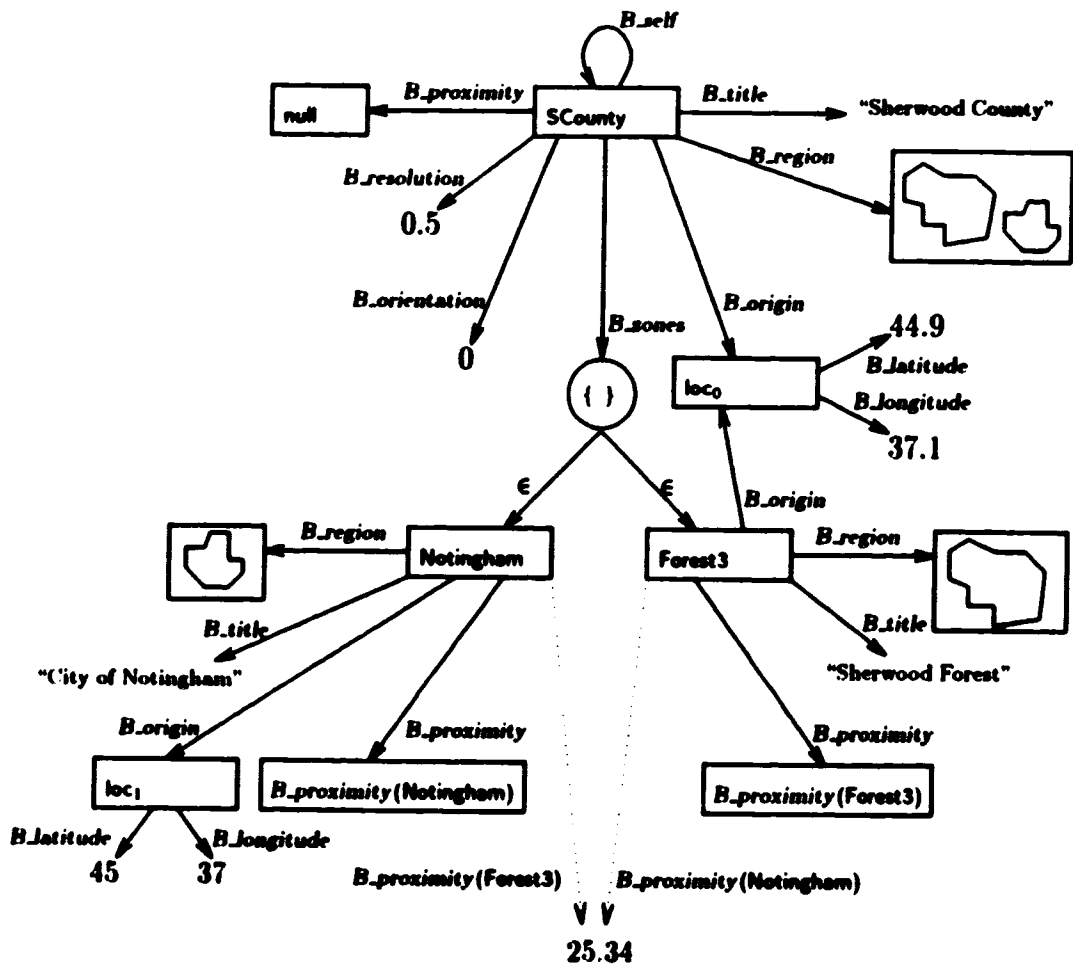 B_self
B_proximity
B_title
null
SCounty
"Sherwood County"
B_region
B_resolution
0.5
B_orientation
B_origin
B_zones
0
44.9
B_latitude
{ }
loc₀
B_longitude
37.1
ϵ
ϵ
B_origin
B_region
Notingham
Forest3
B_region
B_title
B_title
"City of Notingham"
"Sherwood Forest"
B_origin
B_proximity
B_proximity
loc₁
B_proximity(Notingham)
B_proximity(Forest3)
B_latitude
B_longitude
45
37
B_proximity(Forest3)
B_proximity(Notingham)
25.34